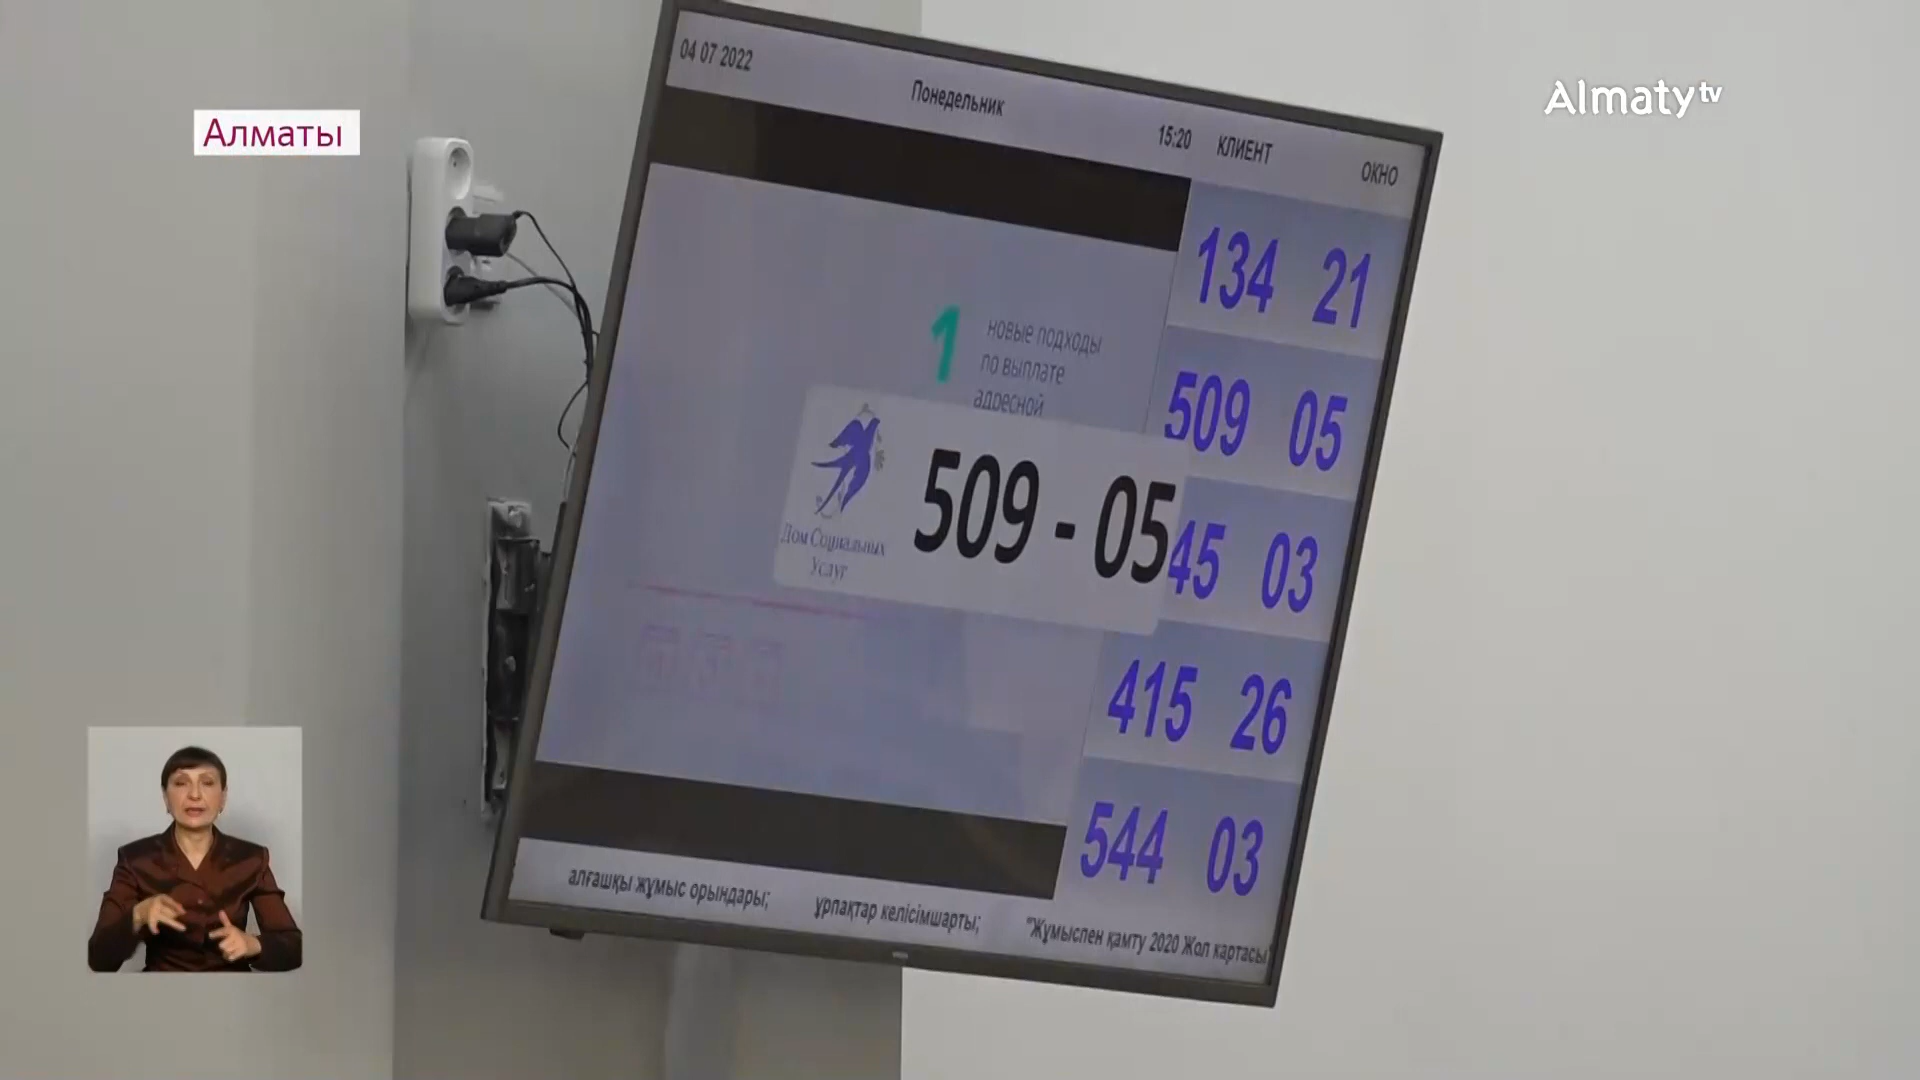 Алматы
Almaty tv
04 07 2022
Понедельник
15:20
КЛИЕНТ ОКНО
134 21
509 05
45 03
415 26
544 03
1
новые подходы
по выплате
адресной
Дом Социальных
Услуг
509 - 05
алғашқы жұмыс орындары; ұрпақтар келісімшарты; "Жұмыспен қамту 2020 Жол картасы